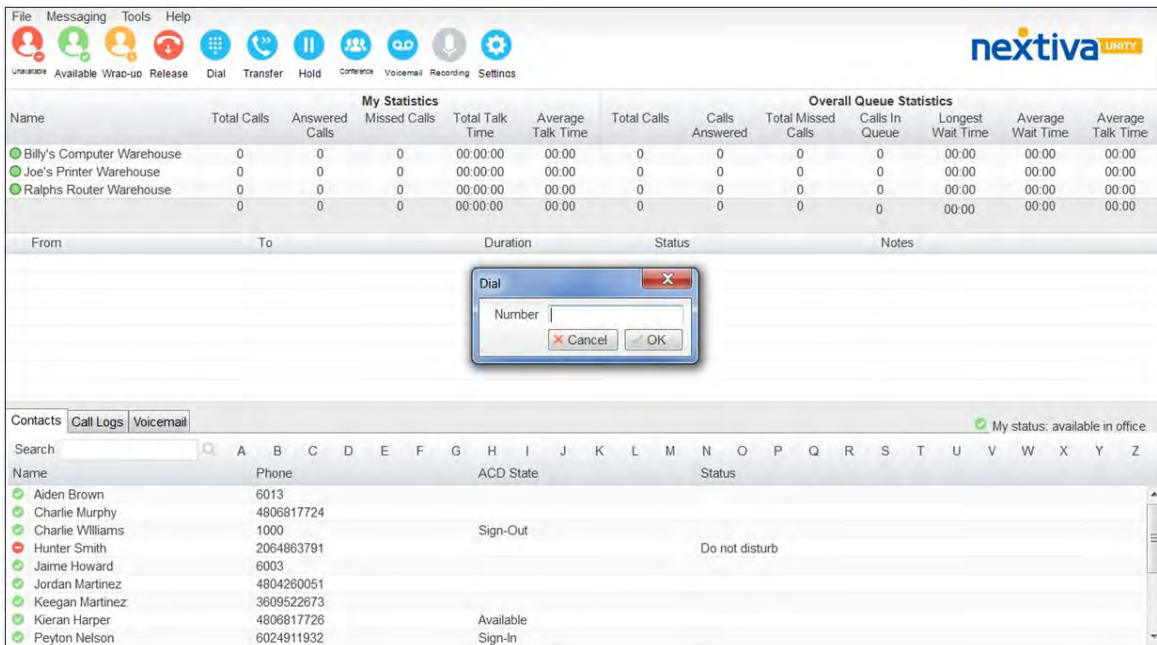 File Messaging Tools Help
Unavailable Available Wrap-up Release Dial Transfer Hold Conference Voicemail Recording Settings
nextiva UNITY
My Statistics Overall Queue Statistics
Name Total Calls Answered Calls Missed Calls Total Talk Time Average Talk Time Total Calls Calls Answered Total Missed Calls Calls In Queue Longest Wait Time Average Wait Time Average Talk Time
Billy's Computer Warehouse 0 0 0 00:00:00 00:00 0 0 0 0 00:00 00:00 00:00
Joe's Printer Warehouse 0 0 0 00:00:00 00:00 0 0 0 0 00:00 00:00 00:00
Ralphs Router Warehouse 0 0 0 00:00:00 00:00 0 0 0 0 00:00 00:00 00:00
0 0 0 00:00:00 00:00 0 0 0 0 00:00 00:00 00:00
From To Duration Status Notes
Dial
Number
Cancel OK
Contacts Call Logs Voicemail My status: available in office
Search A B C D E F G H I J K L M N O P Q R S T U V W X Y Z
Name Phone ACD State Status
Aiden Brown 6013
Charlie Murphy 4806817724
Charlie WIlliams 1000 Sign-Out
Hunter Smith 2064863791 Do not disturb
Jaime Howard 6003
Jordan Martinez 4804260051
Keegan Martinez 3609522673
Kieran Harper 4806817726 Available
Peyton Nelson 6024911932 Sign-In